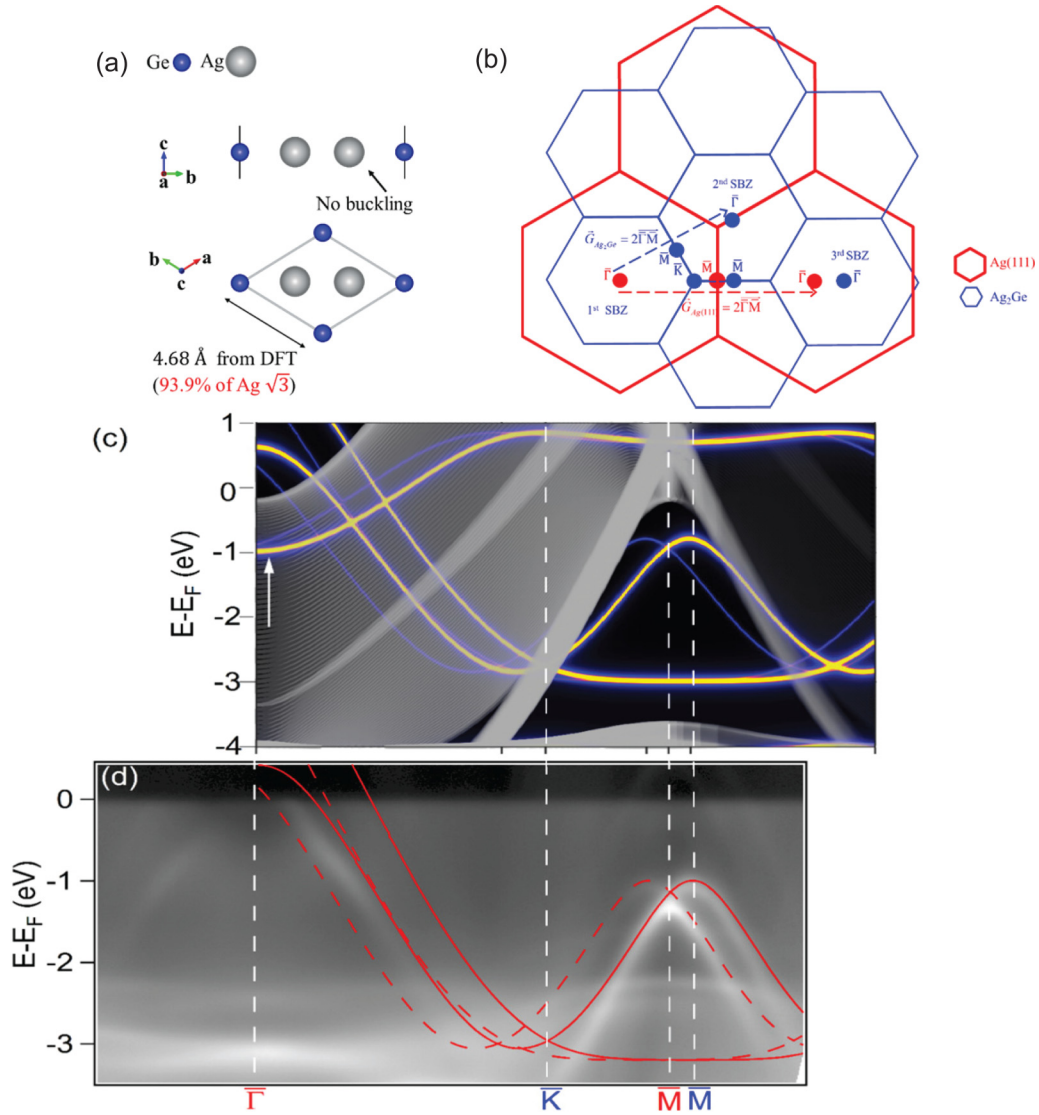 (a)
Ge Ag
c
a b
No buckling
b a
c
4.68 Å from DFT
(93.9% of Ag √3)
(b)
2nd SBZ
Γ̄
G⃗Ag₂Ge = 2Γ̄M̄
M̄
K̄
M̄ M̄
Γ̄
3rd SBZ
Γ̄ Γ̄
1st SBZ
G⃗Ag(111) = 2Γ̄M̄
Ag(111)
Ag₂Ge
(c)
E-EF (eV)
1
0
-1
-2
-3
-4
(d)
E-EF (eV)
0
-1
-2
-3
Γ̄ K̄ M̄ M̄